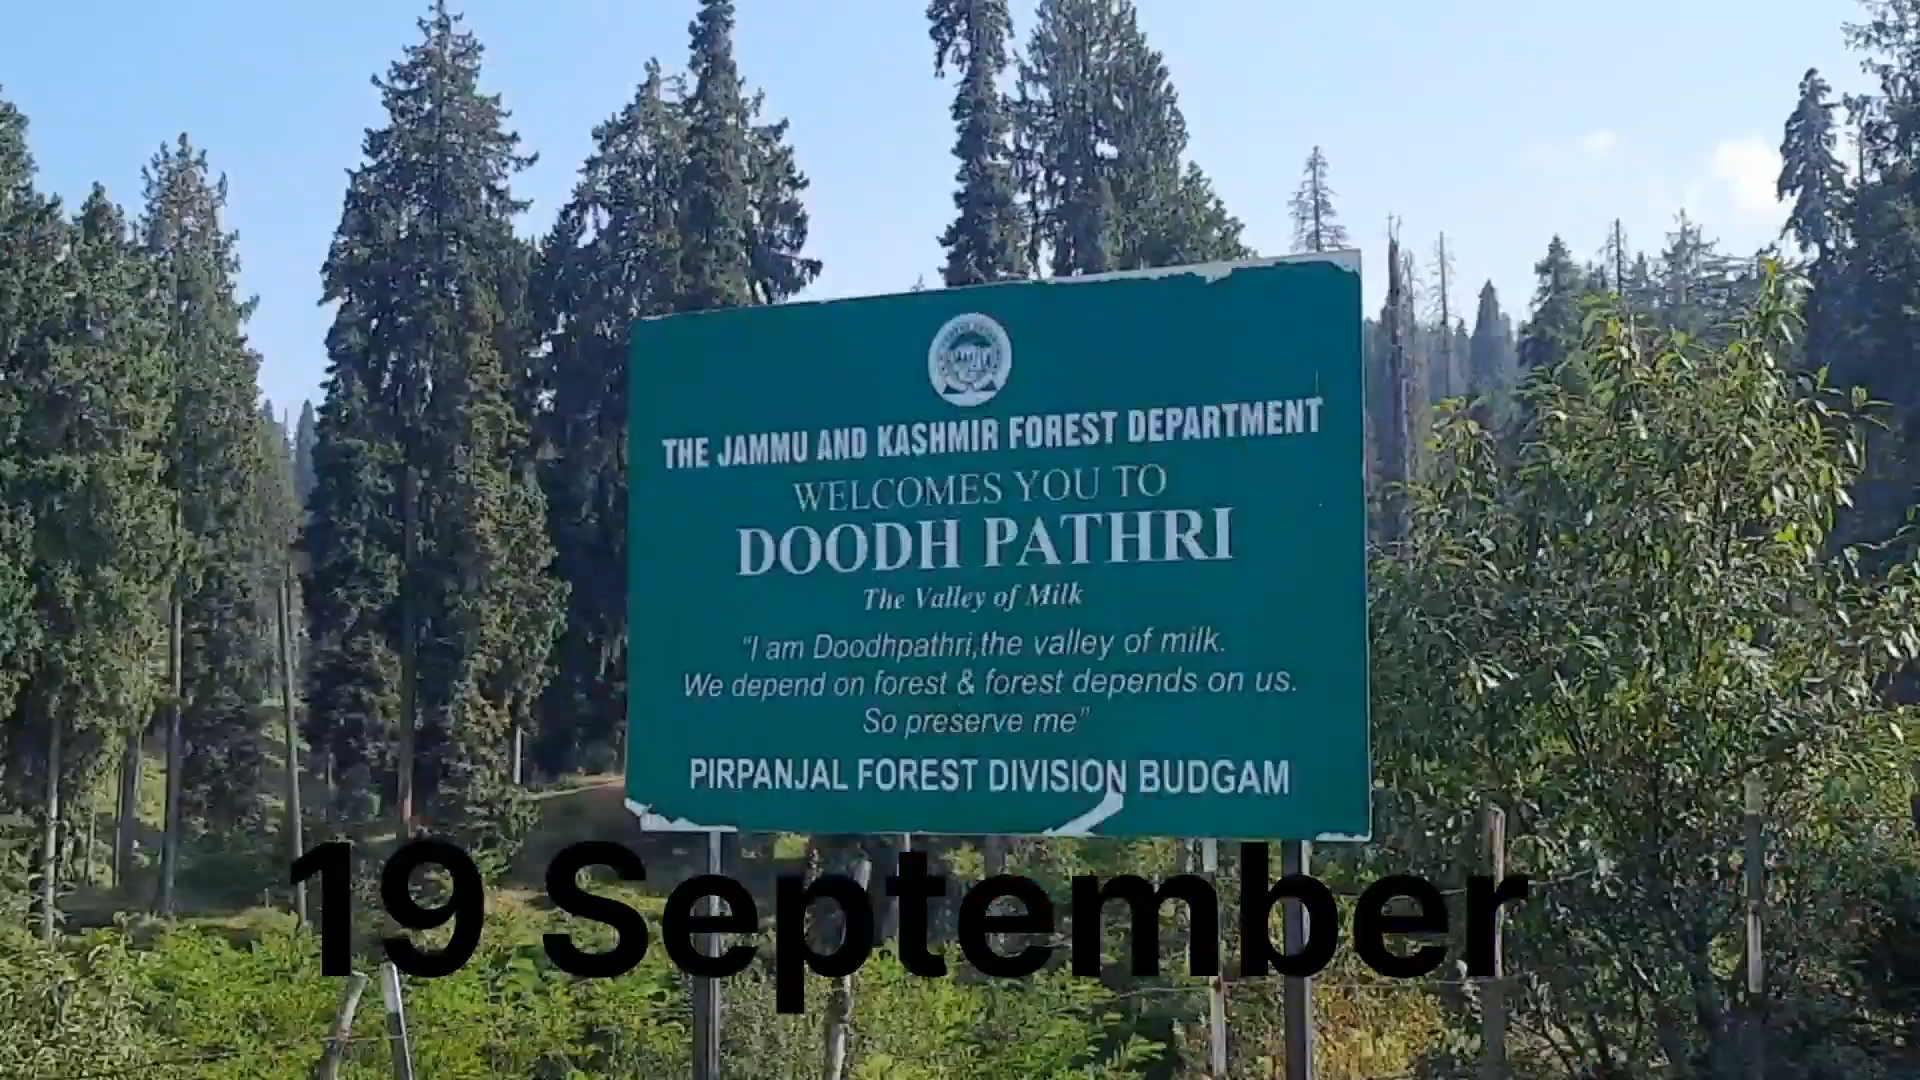 THE JAMMU AND KASHMIR FOREST DEPARTMENT
WELCOMES YOU TO
DOODH PATHRI
The Valley of Milk
“I am Doodhpathri,the valley of milk.
We depend on forest & forest depends on us.
So preserve me”
PIRPANJAL FOREST DIVISION BUDGAM
19 September